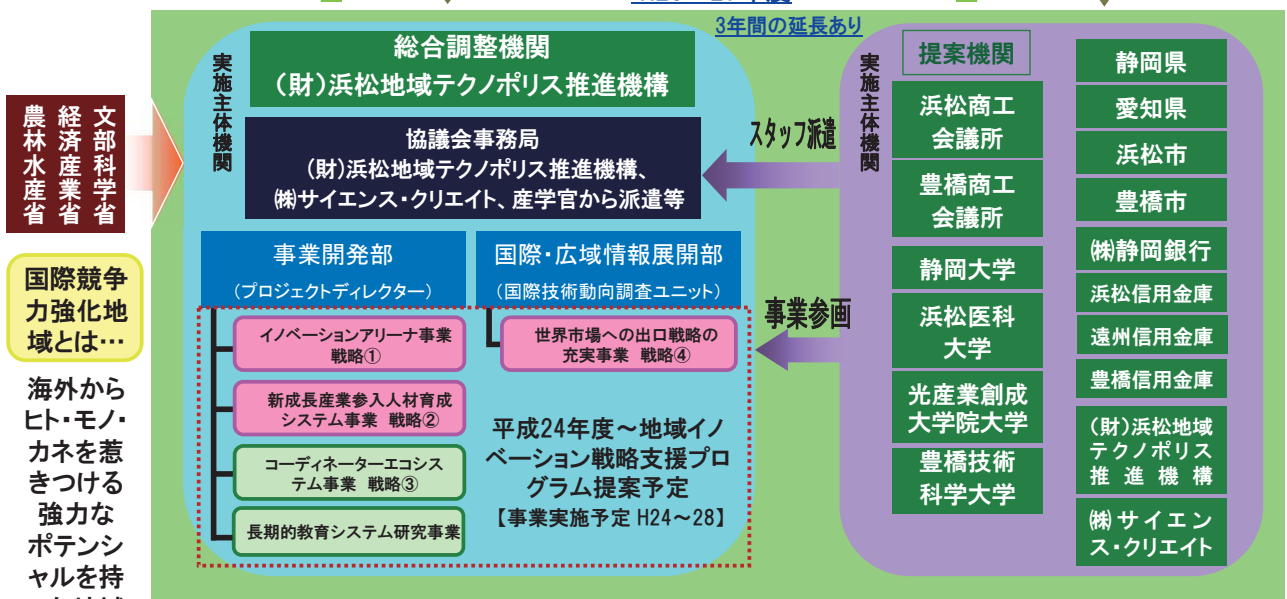 3年間の延長あり
文部科学省
経済産業省
農林水産省
国際競争
力強化地
域とは…
海外から
ヒト・モノ・
カネを惹
きつける
強力な
ポテンシ
ャルを持
実施主体機関
総合調整機関
(財)浜松地域テクノポリス推進機構
協議会事務局
(財)浜松地域テクノポリス推進機構、
㈱サイエンス・クリエイト、産学官から派遣等
事業開発部
(プロジェクトディレクター)
イノベーションアリーナ事業
戦略①
新成長産業参入人材育成
システム事業 戦略②
コーディネーターエコシス
テム事業 戦略③
長期的教育システム研究事業
国際・広域情報展開部
(国際技術動向調査ユニット)
世界市場への出口戦略の
充実事業 戦略④
平成24年度～地域イノ
ベーション戦略支援プロ
グラム提案予定
【事業実施予定 H24～28】
スタッフ派遣
事業参画
実施主体機関
提案機関
浜松商工
会議所
豊橋商工
会議所
静岡大学
浜松医科
大学
光産業創成
大学院大学
豊橋技術
科学大学
静岡県
愛知県
浜松市
豊橋市
㈱静岡銀行
浜松信用金庫
遠州信用金庫
豊橋信用金庫
(財)浜松地域
テクノポリス
推進機構
㈱サイエン
ス・クリエイト